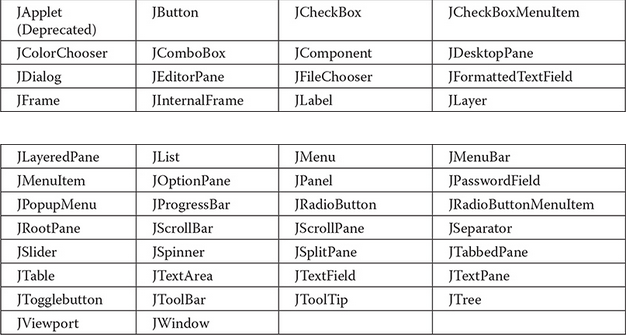 JApplet (Deprecated) JButton JCheckBox JCheckBoxMenuItem
JColorChooser JComboBox JComponent JDesktopPane
JDialog JEditorPane JFileChooser JFormattedTextField
JFrame JInternalFrame JLabel JLayer
JLayeredPane JList JMenu JMenuBar
JMenuItem JOptionPane JPanel JPasswordField
JPopupMenu JProgressBar JRadioButton JRadioButtonMenuItem
JRootPane JScrollBar JScrollPane JSeparator
JSlider JSpinner JSplitPane JTabbedPane
JTable JTextArea JTextField JTextPane
JTogglebutton JToolBar JToolTip JTree
JViewport JWindow